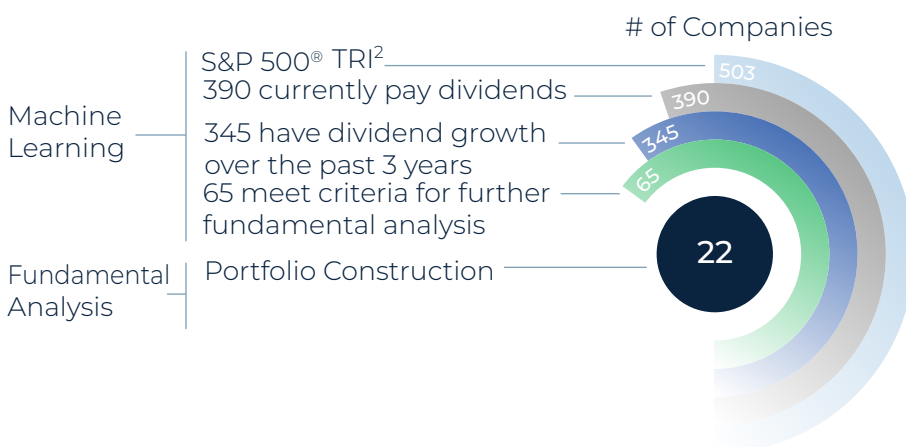 # of Companies
S&P 500® TRI²
503
390 currently pay dividends
390
Machine
Learning
345 have dividend growth
over the past 3 years
345
65 meet criteria for further
fundamental analysis
65
Fundamental
Analysis
Portfolio Construction
22